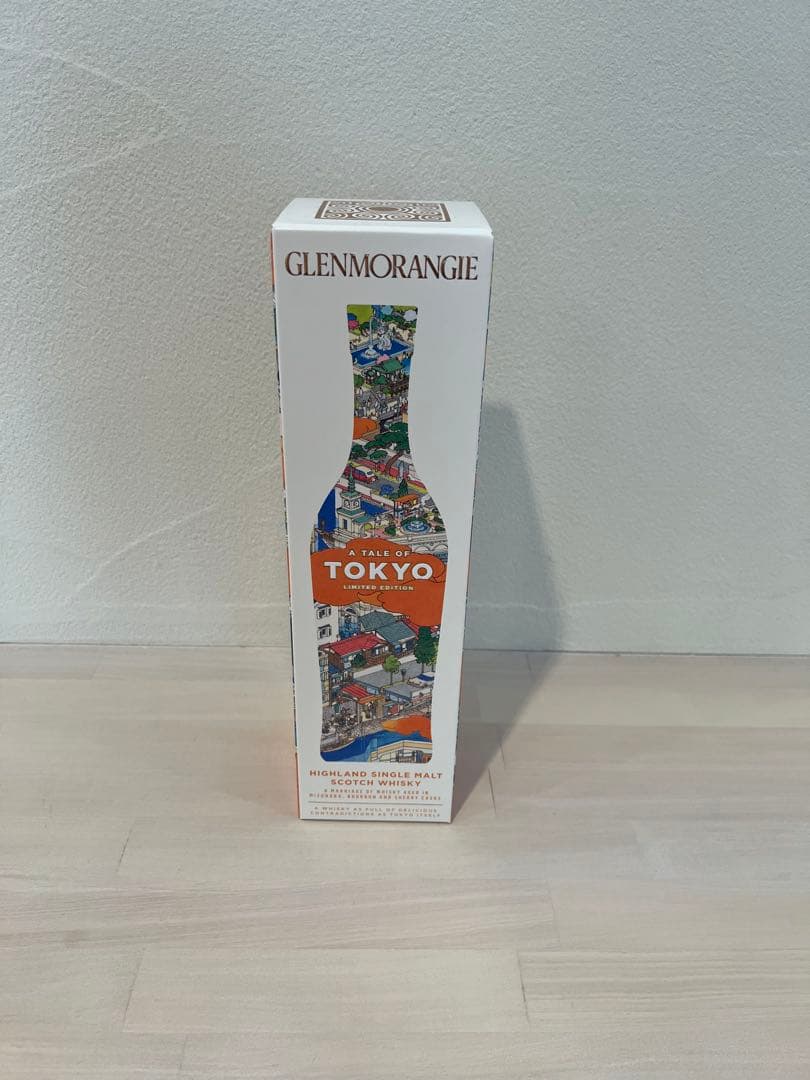 GLENMORANGIE
A TALE OF
TOKYO
LIMITED EDITION
HIGHLAND SINGLE MALT
SCOTCH WHISKY
A MARRIAGE OF WHISKY AGED IN
MIZUNARA, BOURBON AND SHERRY CASKS
A WHISKY AS FULL OF DELICIOUS
CONTRADICTIONS AS TOKYO ITSELF